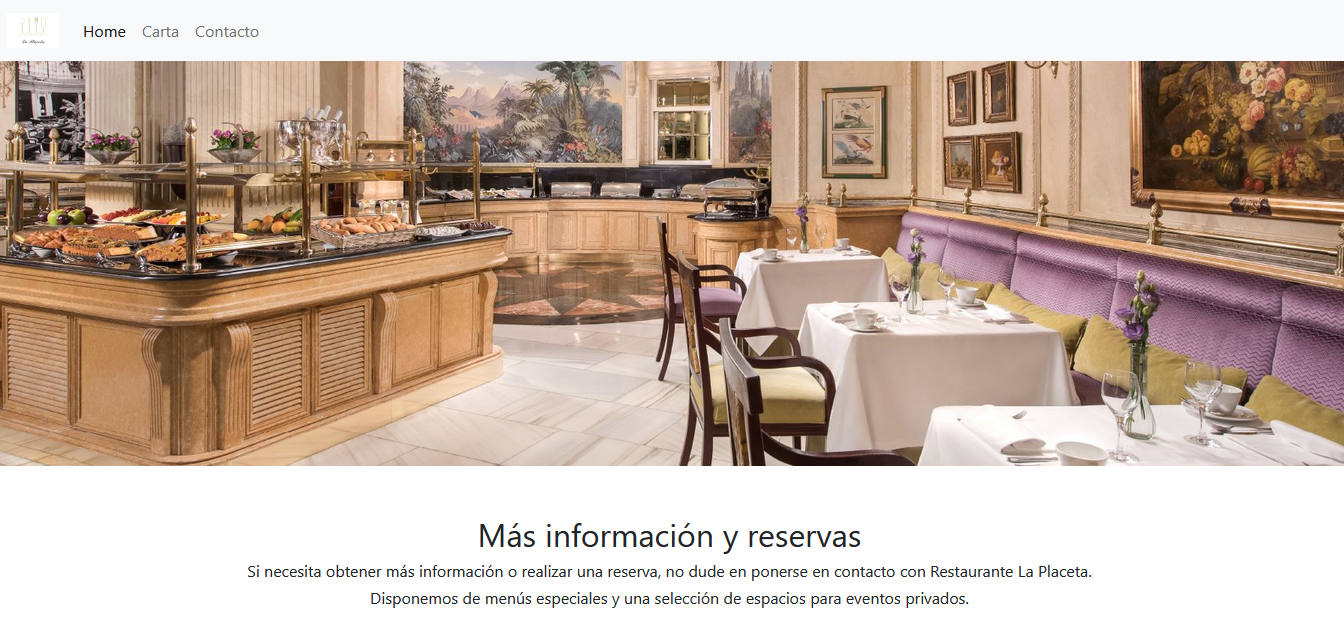 La Placeta
Home Carta Contacto
Más información y reservas
Si necesita obtener más información o realizar una reserva, no dude en ponerse en contacto con Restaurante La Placeta.
Disponemos de menús especiales y una selección de espacios para eventos privados.